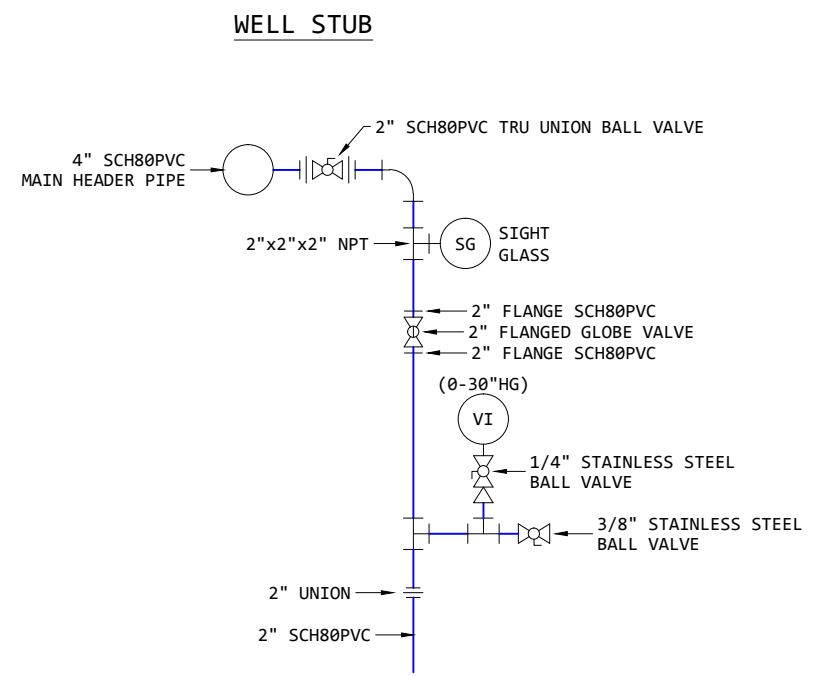 WELL STUB
2" SCH80PVC TRU UNION BALL VALVE
4" SCH80PVC
MAIN HEADER PIPE
2"x2"x2" NPT
SG
SIGHT
GLASS
2" FLANGE SCH80PVC
2" FLANGED GLOBE VALVE
2" FLANGE SCH80PVC
(0-30"HG)
VI
1/4" STAINLESS STEEL
BALL VALVE
3/8" STAINLESS STEEL
BALL VALVE
2" UNION
2" SCH80PVC